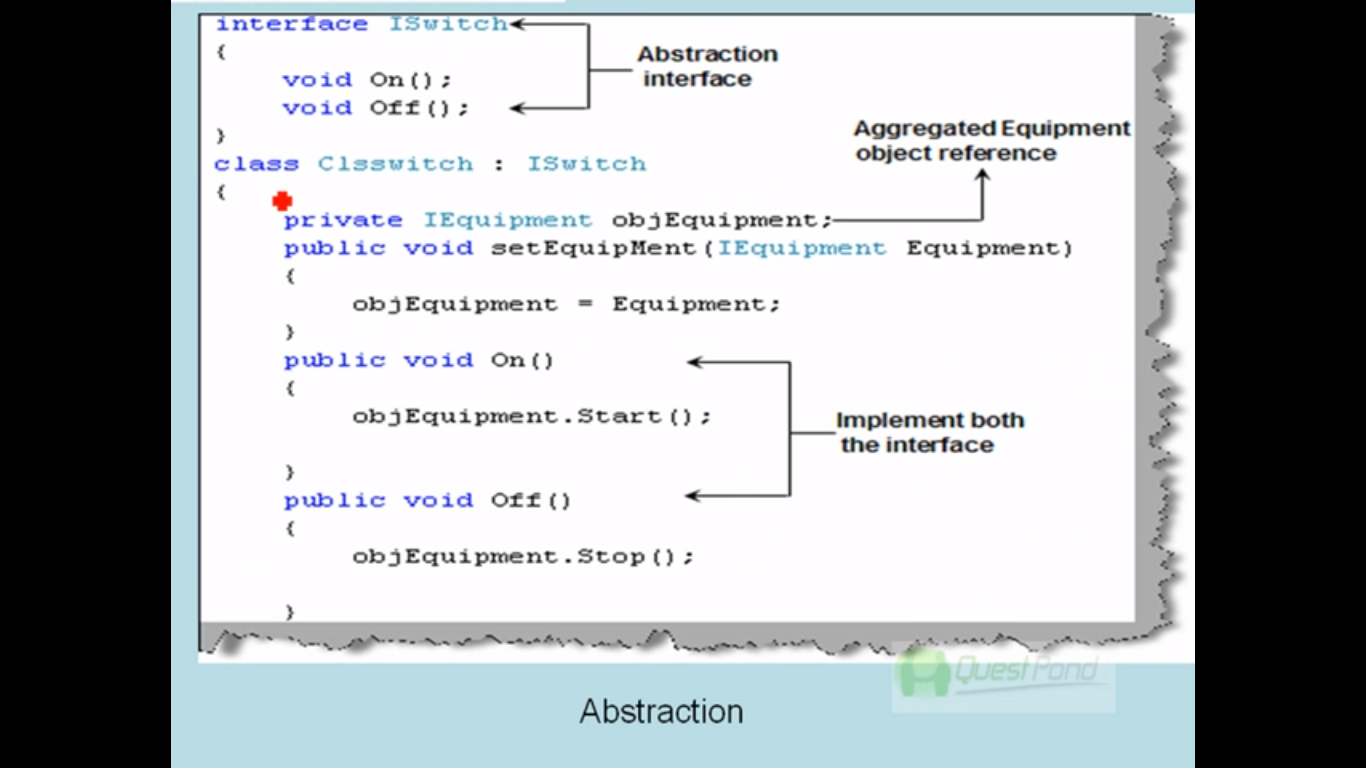 interface ISwitch
{
void On();
void Off();
}
Abstraction
interface
class Clsswitch : ISwitch
{
Aggregated Equipment
object reference
private IEquipment objEquipment;
public void setEquipMent(IEquipment Equipment)
{
objEquipment = Equipment;
}
public void On()
{
objEquipment.Start();
}
Implement both
the interface
public void Off()
{
objEquipment.Stop();
}
QuestPond
Abstraction